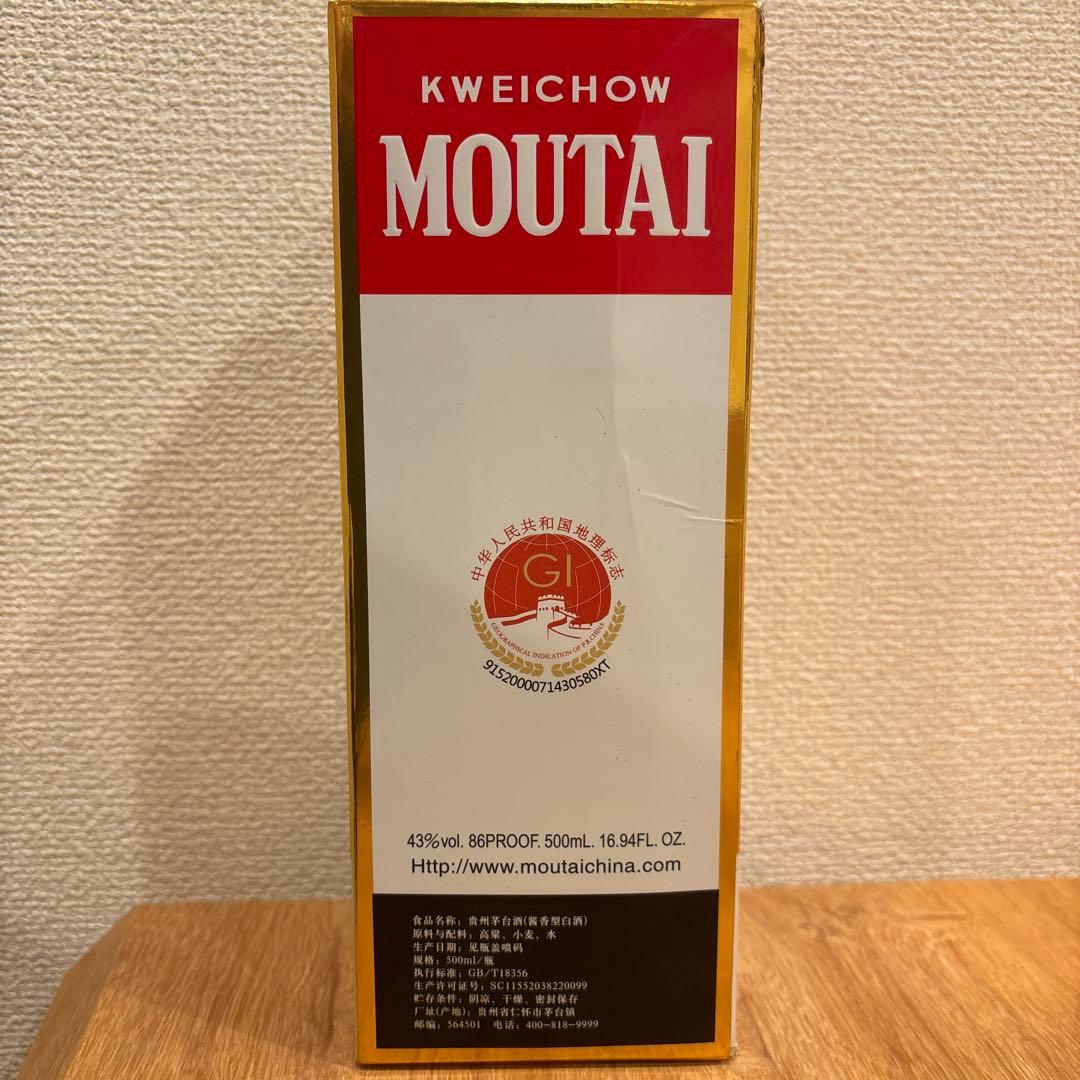 KWEICHOW
MOUTAI
中华人民共和国地理标志
GI
GEOGRAPHICAL INDICATION OF P.R.CHINA
9152000071430580XT
43%vol. 86PROOF. 500mL. 16.94FL. OZ.
Http://www.moutaichina.com
食品名称：贵州茅台酒(酱香型白酒)
原料与配料：高粱、小麦、水
生产日期：见瓶盖喷码
规格：500ml/瓶
执行标准：GB/T18356
生产许可证号：SC11552038220099
贮存条件：阴凉、干燥、密封保存
厂址(产地)：贵州省仁怀市茅台镇
邮编：564501 电话：400-818-9999